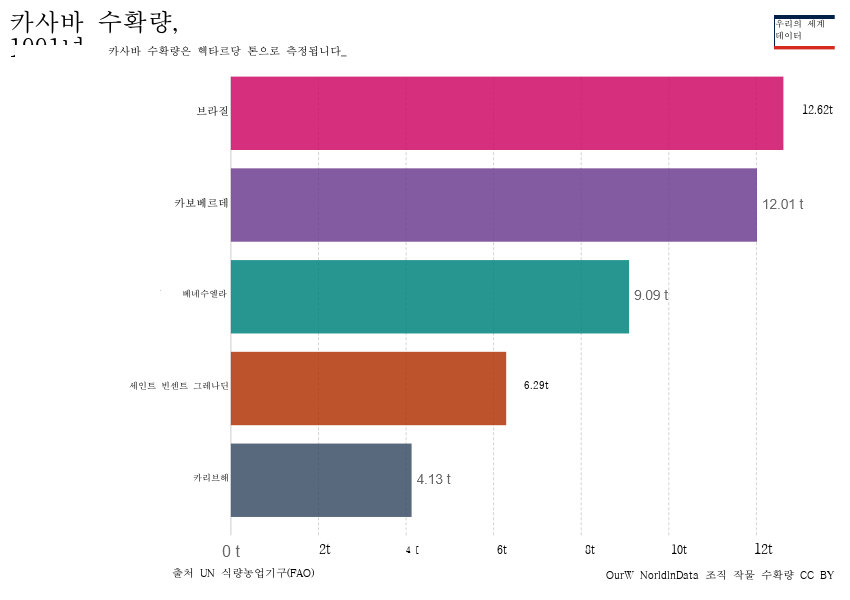 카사바 수확량,
카사바 수확량은 헥타르당 톤으로 측정됩니다_
우리의 세계
데이터
브라질
12.62t
카보베르데
12.01 t
베네수엘라
9.09 t
세인트 빈센트 그레나딘
6.29t
카리브해
4.13 t
0 t
2t
4 t
6t
8t
10t
12t
출처 UN 식량농업기구(FAO)
OurW NorldInData 조직 작물 수확량 CC BY